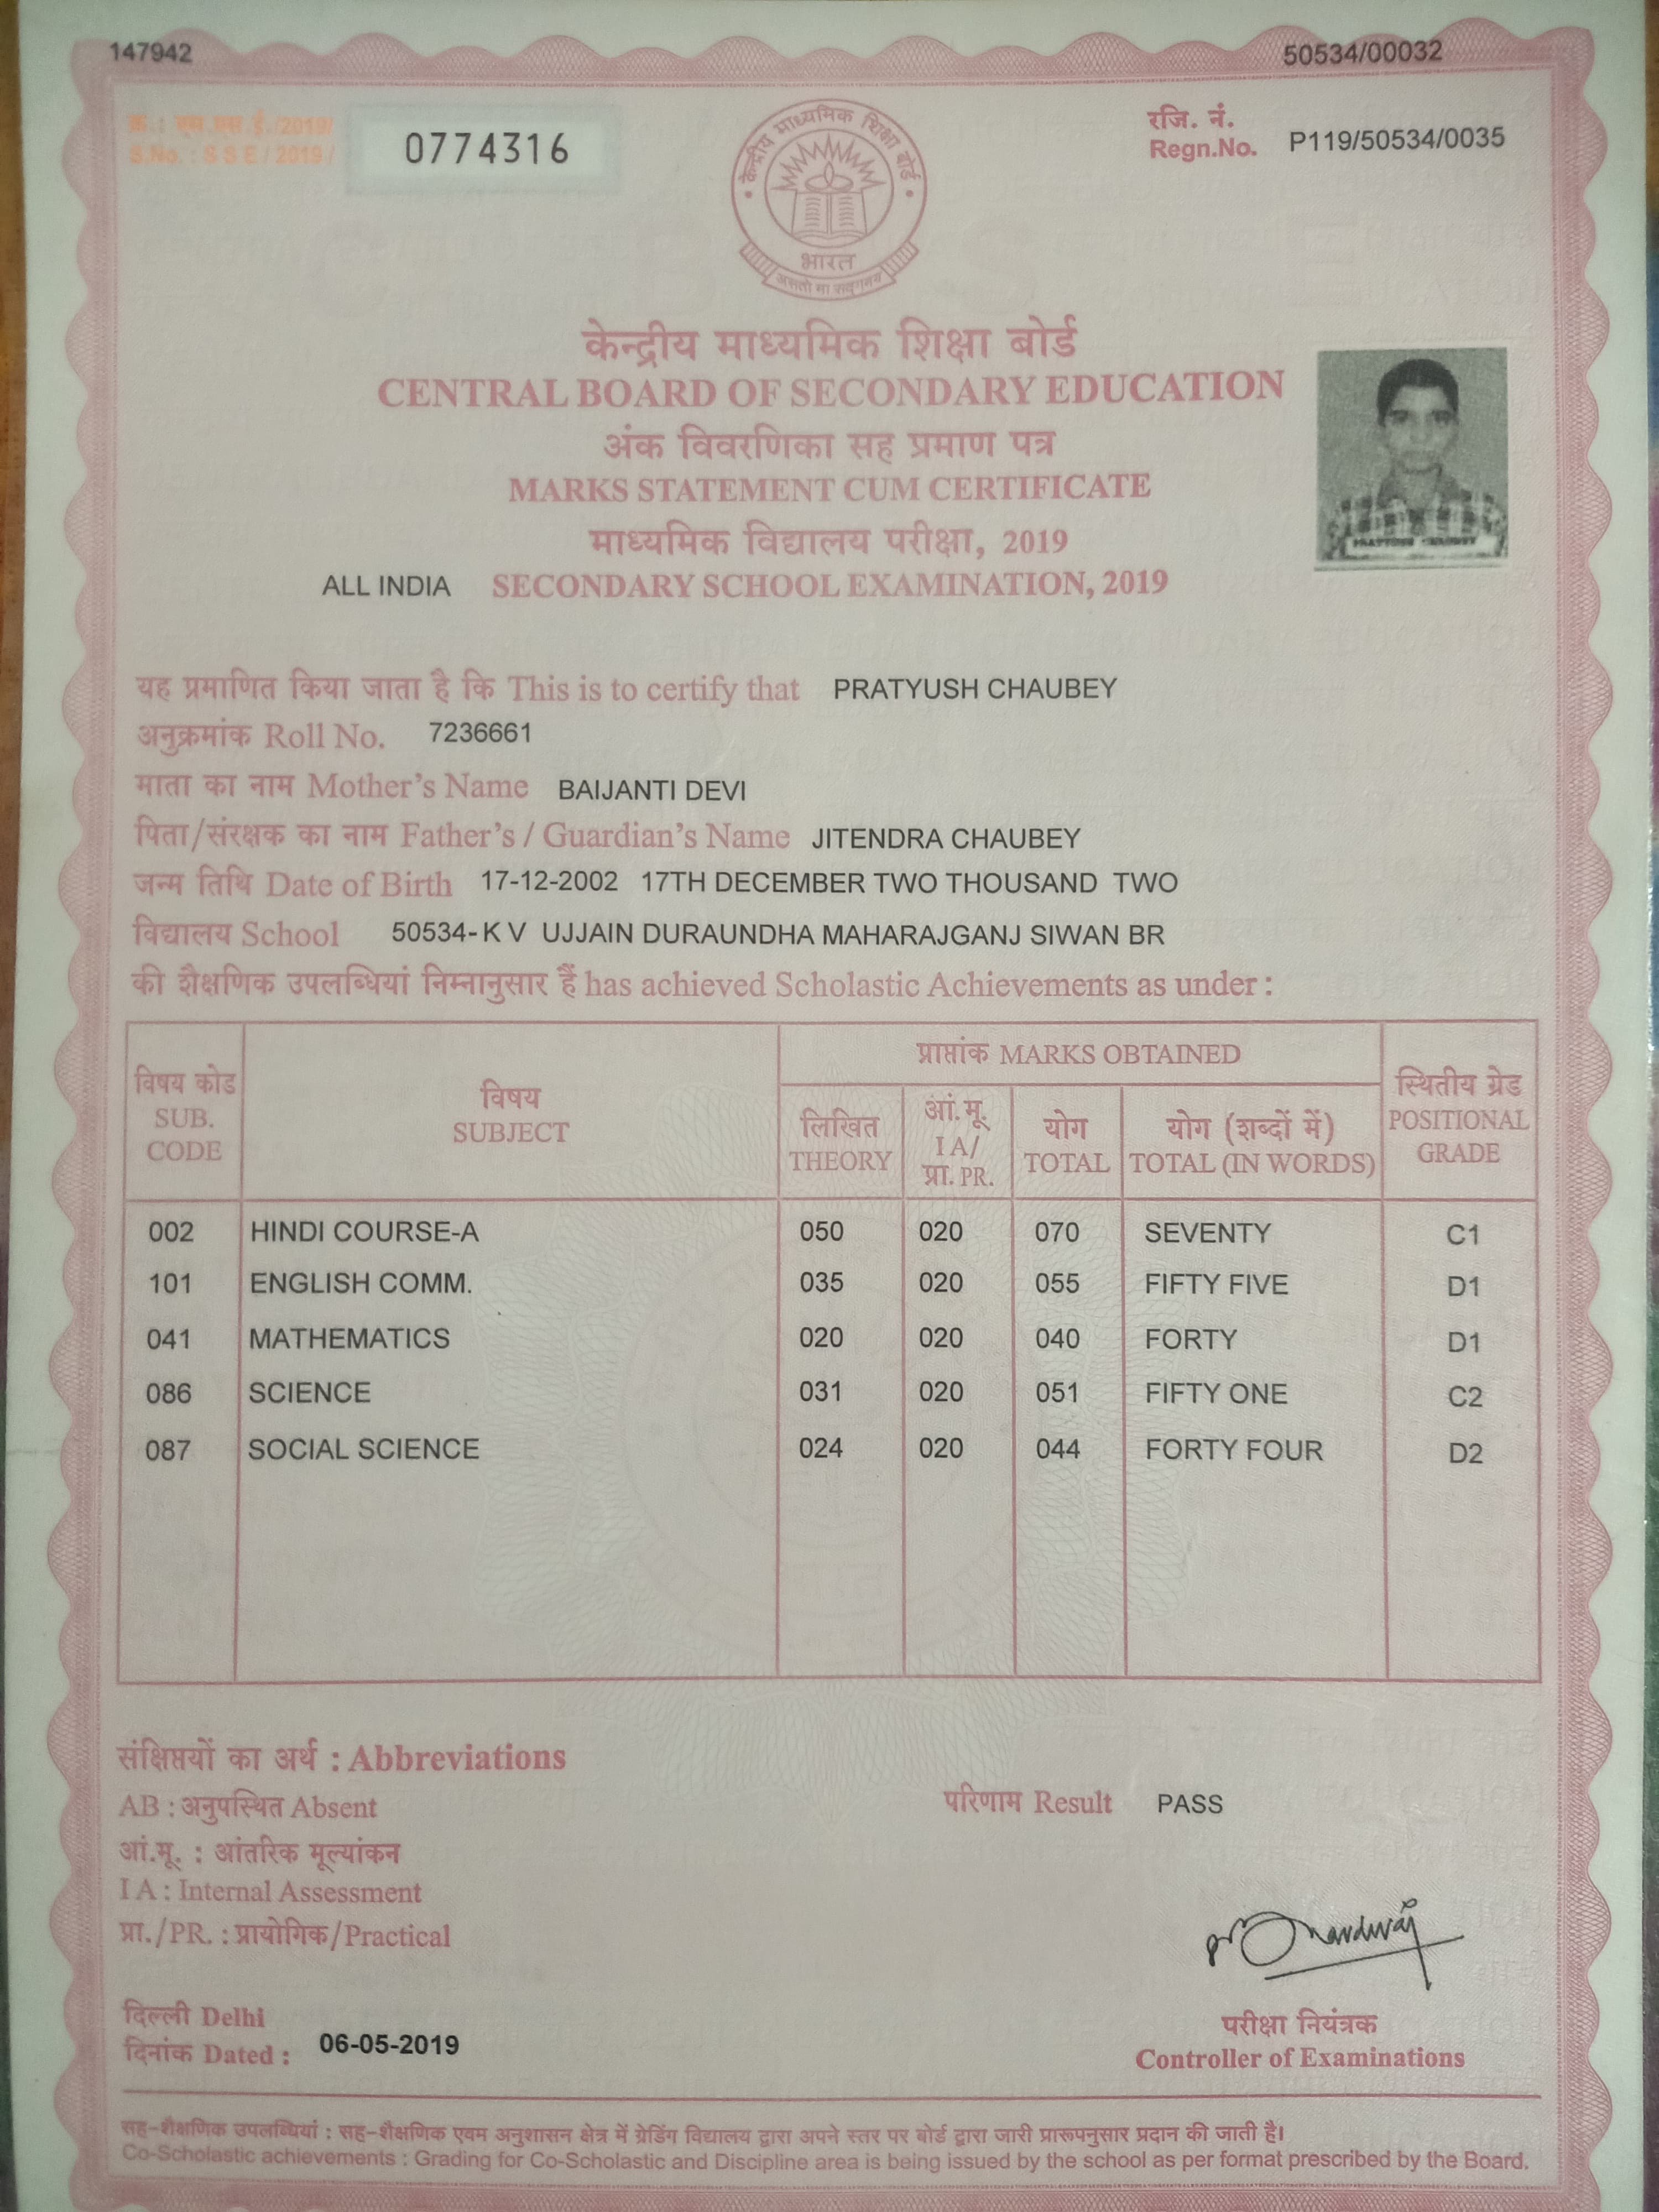 147942
50534/00032
क्र.: एस.एस.ई./2019/
S.No. : S S E / 2019 /
0774316
रजि. नं.
Regn.No. P119/50534/0035
केन्द्रीय माध्यमिक शिक्षा बोर्ड
भारत
असतो मा सद्गमय
केन्द्रीय माध्यमिक शिक्षा बोर्ड
CENTRAL BOARD OF SECONDARY EDUCATION
अंक विवरणिका सह प्रमाण पत्र
MARKS STATEMENT CUM CERTIFICATE
माध्यमिक विद्यालय परीक्षा, 2019
ALL INDIA SECONDARY SCHOOL EXAMINATION, 2019
PRATYUSH CHAUBEY
यह प्रमाणित किया जाता है कि This is to certify that PRATYUSH CHAUBEY
अनुक्रमांक Roll No. 7236661
माता का नाम Mother's Name BAIJANTI DEVI
पिता/संरक्षक का नाम Father's / Guardian's Name JITENDRA CHAUBEY
जन्म तिथि Date of Birth 17-12-2002 17TH DECEMBER TWO THOUSAND TWO
विद्यालय School 50534-K V UJJAIN DURAUNDHA MAHARAJGANJ SIWAN BR
की शैक्षणिक उपलब्धियां निम्नानुसार हैं has achieved Scholastic Achievements as under :
विषय कोड SUB. CODE
विषय SUBJECT
प्राप्तांक MARKS OBTAINED
लिखित THEORY
आं.मू. I A/ प्रा. PR.
योग TOTAL
योग (शब्दों में) TOTAL (IN WORDS)
स्थितीय ग्रेड POSITIONAL GRADE
002 HINDI COURSE-A 050 020 070 SEVENTY C1
101 ENGLISH COMM. 035 020 055 FIFTY FIVE D1
041 MATHEMATICS 020 020 040 FORTY D1
086 SCIENCE 031 020 051 FIFTY ONE C2
087 SOCIAL SCIENCE 024 020 044 FORTY FOUR D2
संक्षिप्तियों का अर्थ : Abbreviations
AB : अनुपस्थित Absent
परिणाम Result PASS
आं.मू. : आंतरिक मूल्यांकन
I A : Internal Assessment
प्रा./PR. : प्रायोगिक/Practical
दिल्ली Delhi
दिनांक Dated : 06-05-2019
परीक्षा नियंत्रक
Controller of Examinations
सह-शैक्षणिक उपलब्धियां : सह-शैक्षणिक एवम अनुशासन क्षेत्र में ग्रेडिंग विद्यालय द्वारा अपने स्तर पर बोर्ड द्वारा जारी प्रारूपनुसार प्रदान की जाती है।
Co-Scholastic achievements : Grading for Co-Scholastic and Discipline area is being issued by the school as per format prescribed by the Board.